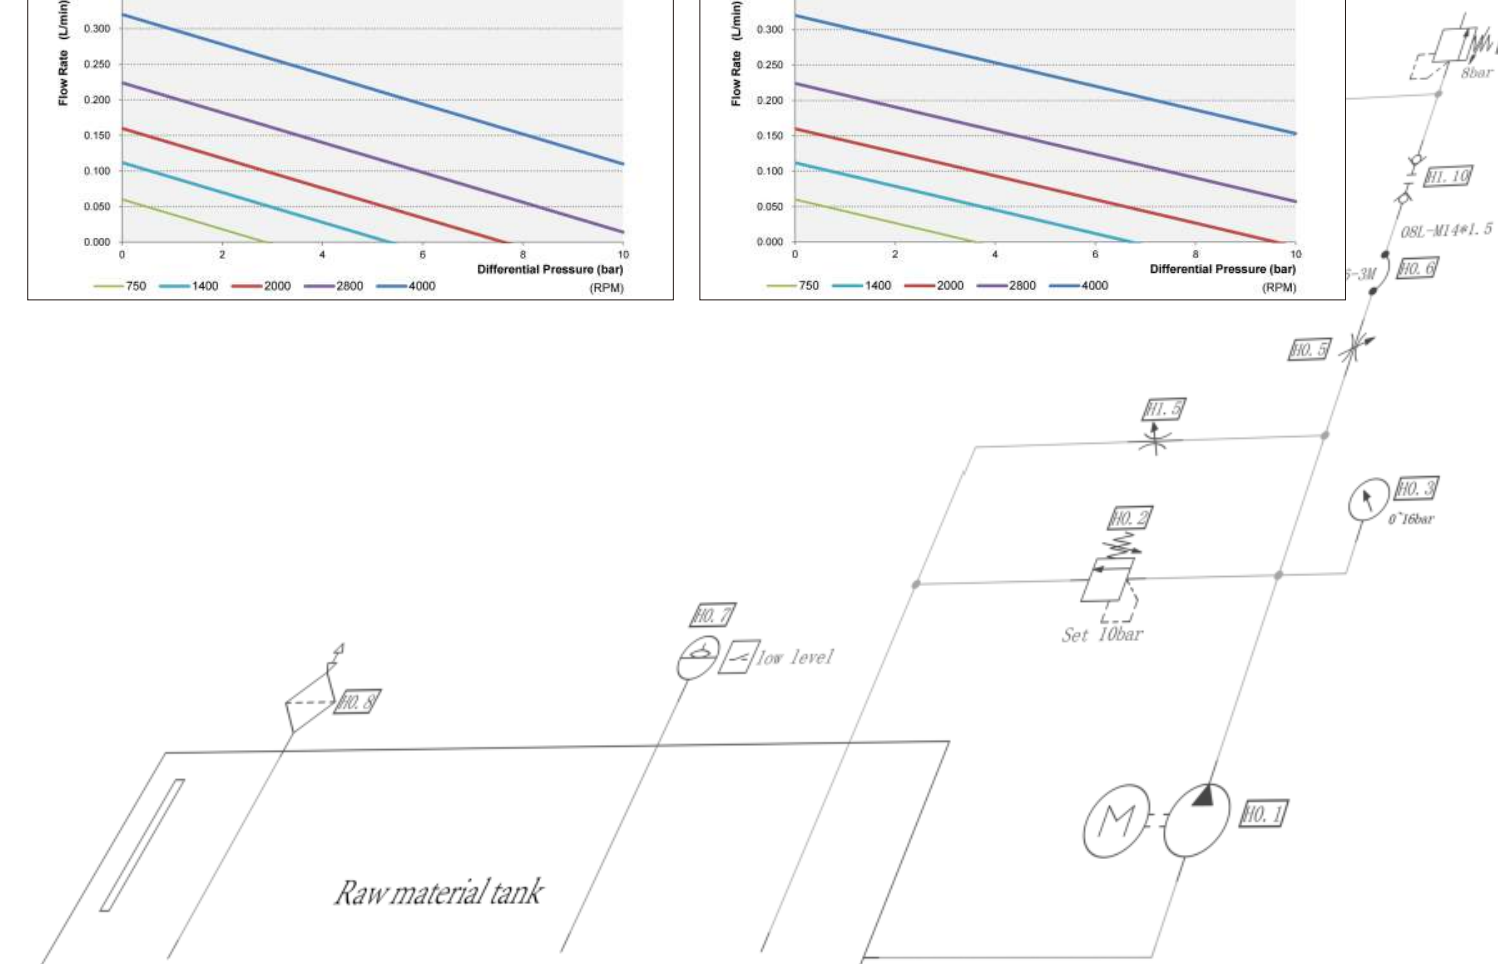 Flow Rate (L/min)
0.300
0.250
0.200
0.150
0.100
0.050
0.000
0
2
4
6
8
10
Differential Pressure (bar)
750
1400
2000
2800
4000
(RPM)
Flow Rate (L/min)
0.300
0.250
0.200
0.150
0.100
0.050
0.000
0
2
4
6
8
10
Differential Pressure (bar)
750
1400
2000
2800
4000
(RPM)
8bar
H1.10
08L-M14*1.5
-3M
H0.6
H0.5
H1.5
H0.3
0~16bar
H0.2
Set 10bar
H0.7
low level
H0.8
M
H0.1
Raw material tank